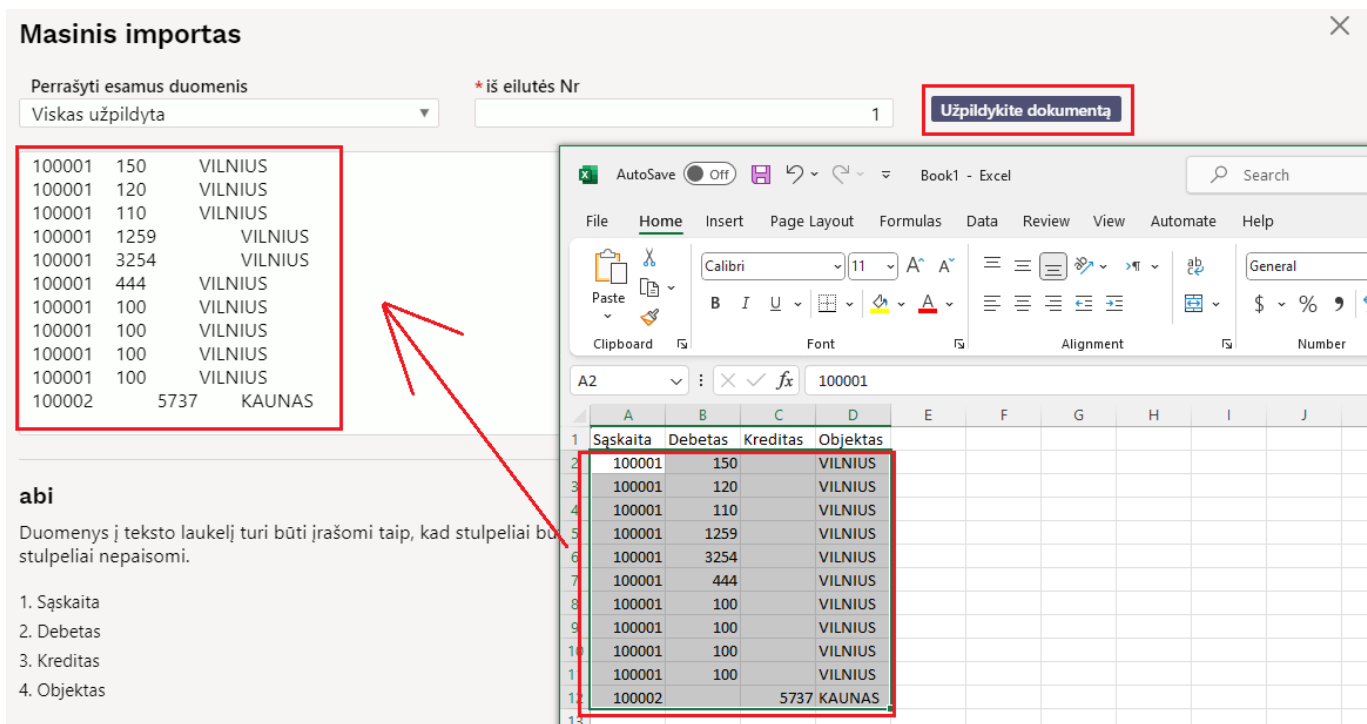 Masinis importas
Perrašyti esamus duomenis
* iš eilutės Nr
Viskas užpildyta
1
Užpildykite dokumentą
100001 150 VILNIUS
100001 120 VILNIUS
100001 110 VILNIUS
100001 1259 VILNIUS
100001 3254 VILNIUS
100001 444 VILNIUS
100001 100 VILNIUS
100001 100 VILNIUS
100001 100 VILNIUS
100001 100 VILNIUS
100002 5737 KAUNAS
abi
Duomenys į teksto laukelį turi būti įrašomi taip, kad stulpeliai
stulpeliai nepaisomi.
1. Sąskaita
2. Debetas
3. Kreditas
4. Objektas
AutoSave Off Book1 - Excel Search
File Home Insert Page Layout Formulas Data Review View Automate Help
Paste
Calibri 11
General
B I U A $ %
Clipboard Font Alignment Number
A2 fx 100001
A B C D E F G H I J
1 Sąskaita Debetas Kreditas Objektas
2 100001 150 VILNIUS
3 100001 120 VILNIUS
4 100001 110 VILNIUS
5 100001 1259 VILNIUS
6 100001 3254 VILNIUS
7 100001 444 VILNIUS
8 100001 100 VILNIUS
9 100001 100 VILNIUS
10 100001 100 VILNIUS
11 100001 100 VILNIUS
12 100002 5737 KAUNAS
13